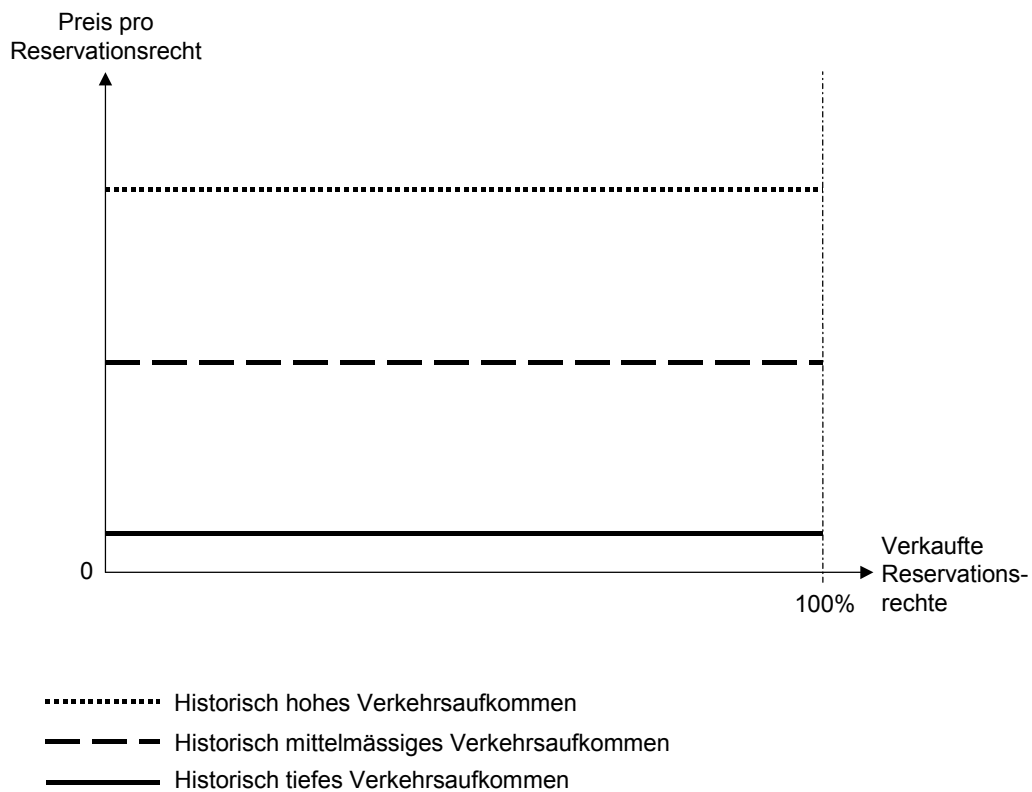 Preis pro
Reservationsrecht
0
100%
Verkaufte
Reservations-
rechte
Historisch hohes Verkehrsaufkommen
Historisch mittelmässiges Verkehrsaufkommen
Historisch tiefes Verkehrsaufkommen